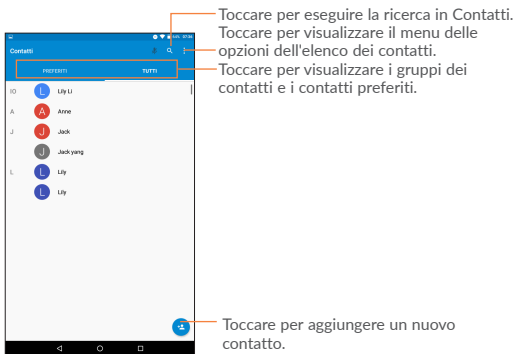 Toccare per eseguire la ricerca in Contatti.
Toccare per visualizzare il menu delle
opzioni dell'elenco dei contatti.
Toccare per visualizzare i gruppi dei
contatti e i contatti preferiti.
Contatti
PREFERITI TUTTI
IO L Lily Li
A A Anne
J J Jack
J Jack yang
L L Lily
L Lily
Toccare per aggiungere un nuovo
contatto.